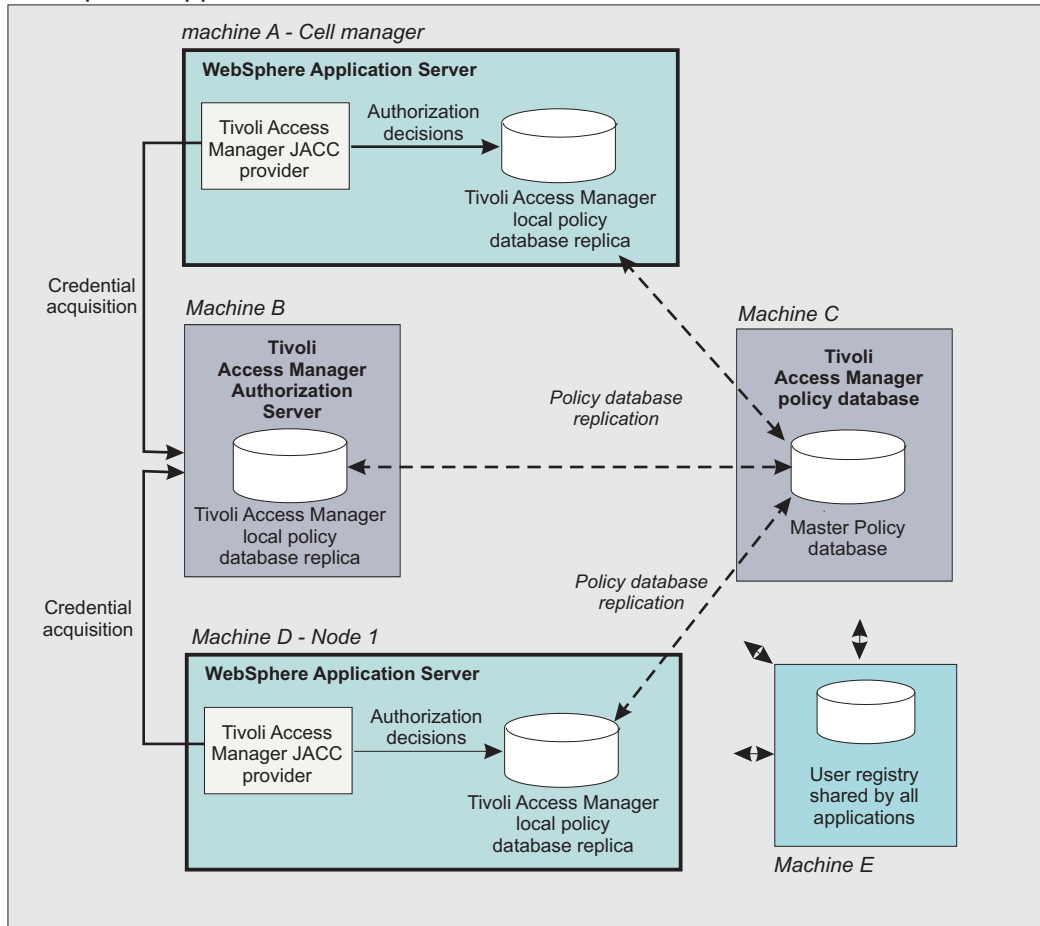 machine A - Cell manager
WebSphere Application Server
Tivoli Access
Manager JACC
provider
Authorization
decisions
Tivoli Access Manager
local policy
database replica
Credential
acquisition
Machine B
Tivoli
Access Manager
Authorization
Server
Tivoli Access Manager
local policy
database replica
Policy database
replication
Machine C
Tivoli
Access Manager
policy database
Master Policy
database
Policy database
replication
Credential
acquisition
Machine D - Node 1
WebSphere Application Server
Tivoli Access
Manager JACC
provider
Authorization
decisions
Tivoli Access Manager
local policy
database replica
User registry
shared by all
applications
Machine E